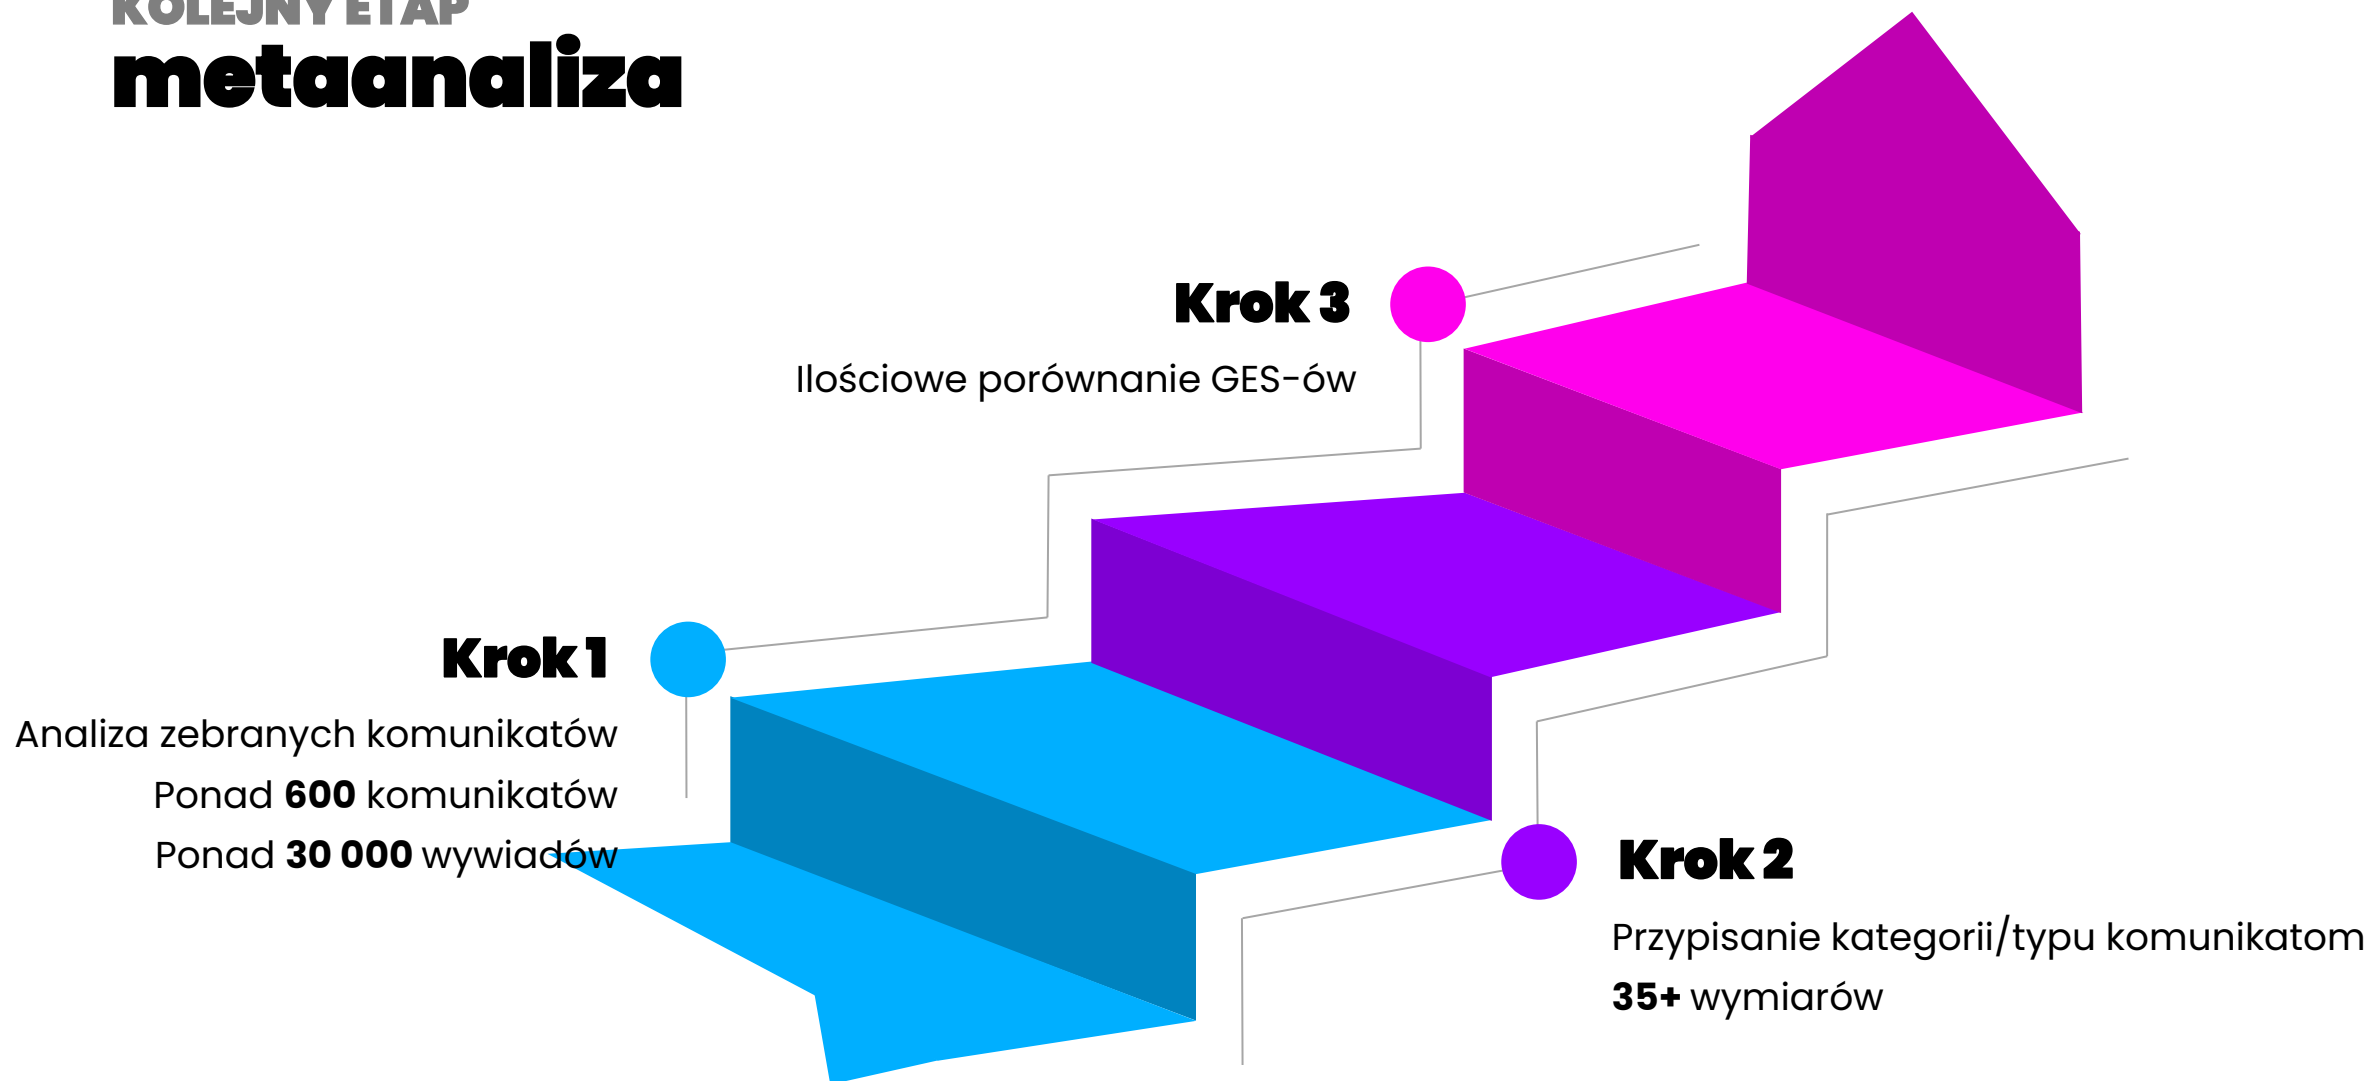 KOLEJNY ETAP
metaanaliza
Krok 3
Ilościowe porównanie GES-ów
Krok 1
Analiza zebranych komunikatów
Ponad 600 komunikatów
Ponad 30 000 wywiadów
Krok 2
Przypisanie kategorii/typu komunikatom
35+ wymiarów